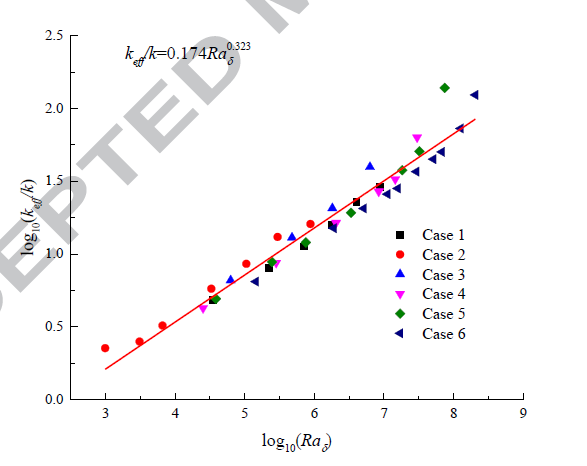 EPTED M
k_eff/k=0.174Ra_δ^0.323
log₁₀(k_eff/k)
2.5
2.0
1.5
1.0
0.5
0.0
3 4 5 6 7 8 9
log₁₀(Ra_δ)
Case 1
Case 2
Case 3
Case 4
Case 5
Case 6